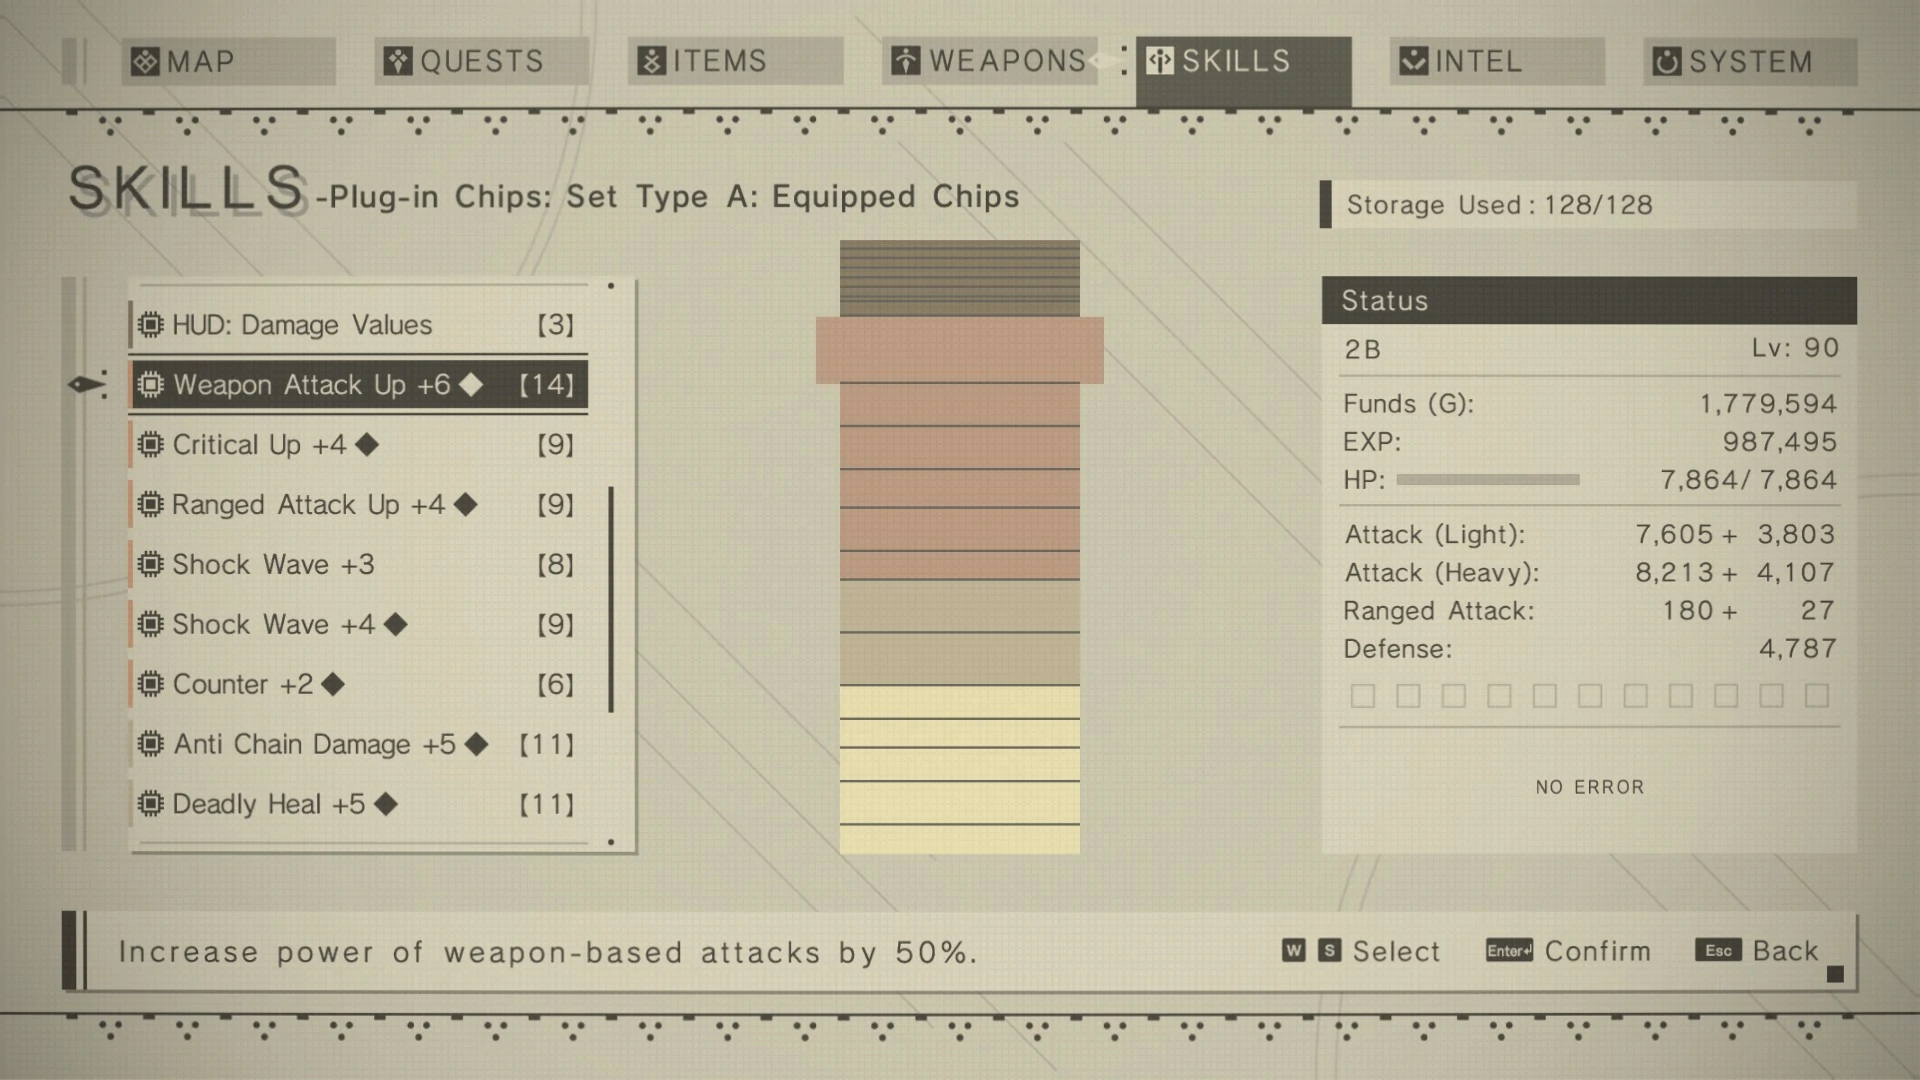 MAP QUESTS ITEMS WEAPONS SKILLS INTEL SYSTEM
SKILLS -Plug-in Chips: Set Type A: Equipped Chips
Storage Used : 128/128
HUD: Damage Values 【3】
Weapon Attack Up +6 ◆ 【14】
Critical Up +4 ◆ 【9】
Ranged Attack Up +4 ◆ 【9】
Shock Wave +3 【8】
Shock Wave +4 ◆ 【9】
Counter +2 ◆ 【6】
Anti Chain Damage +5 ◆ 【11】
Deadly Heal +5 ◆ 【11】
Status
2B Lv: 90
Funds (G): 1,779,594
EXP: 987,495
HP: 7,864/ 7,864
Attack (Light): 7,605 + 3,803
Attack (Heavy): 8,213 + 4,107
Ranged Attack: 180 + 27
Defense: 4,787
NO ERROR
Increase power of weapon-based attacks by 50%.
W S Select Enter Confirm Esc Back